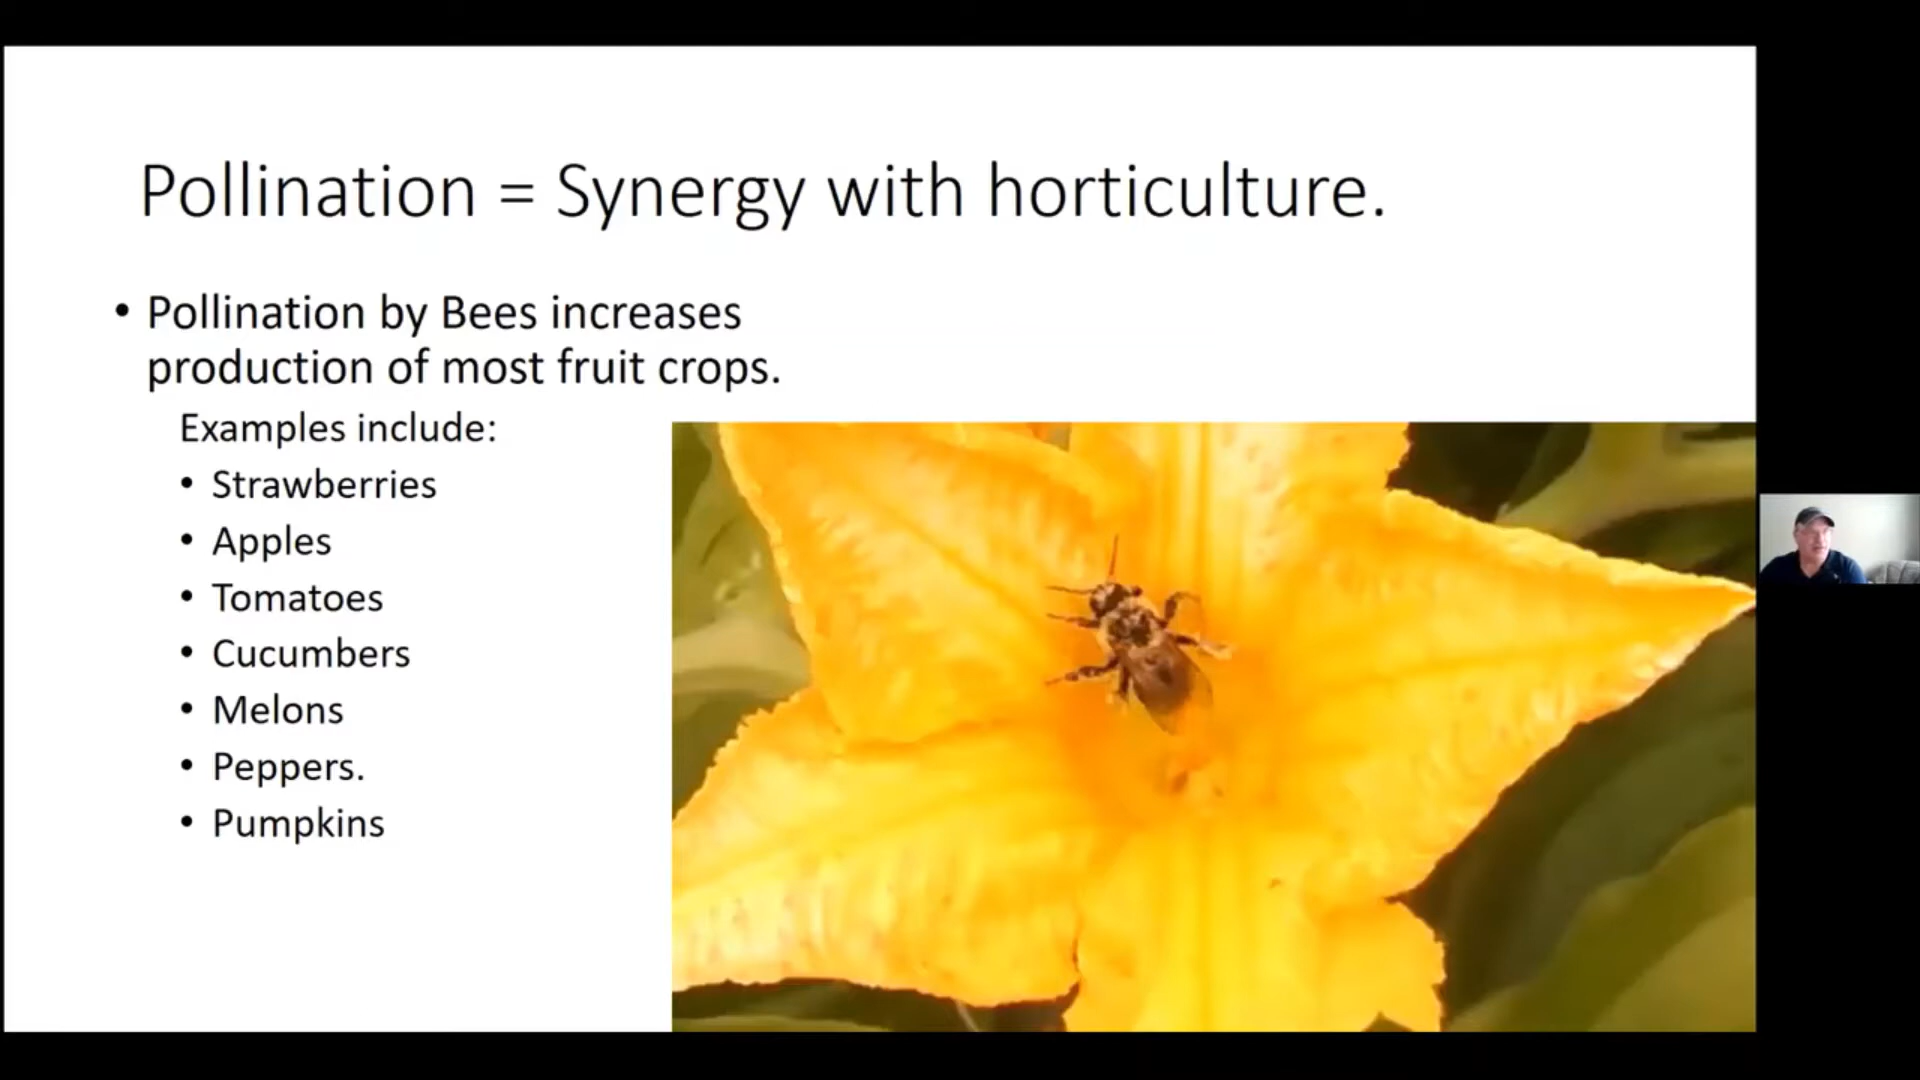 Pollination = Synergy with horticulture.
• Pollination by Bees increases
production of most fruit crops.
Examples include:
• Strawberries
• Apples
• Tomatoes
• Cucumbers
• Melons
• Peppers.
• Pumpkins